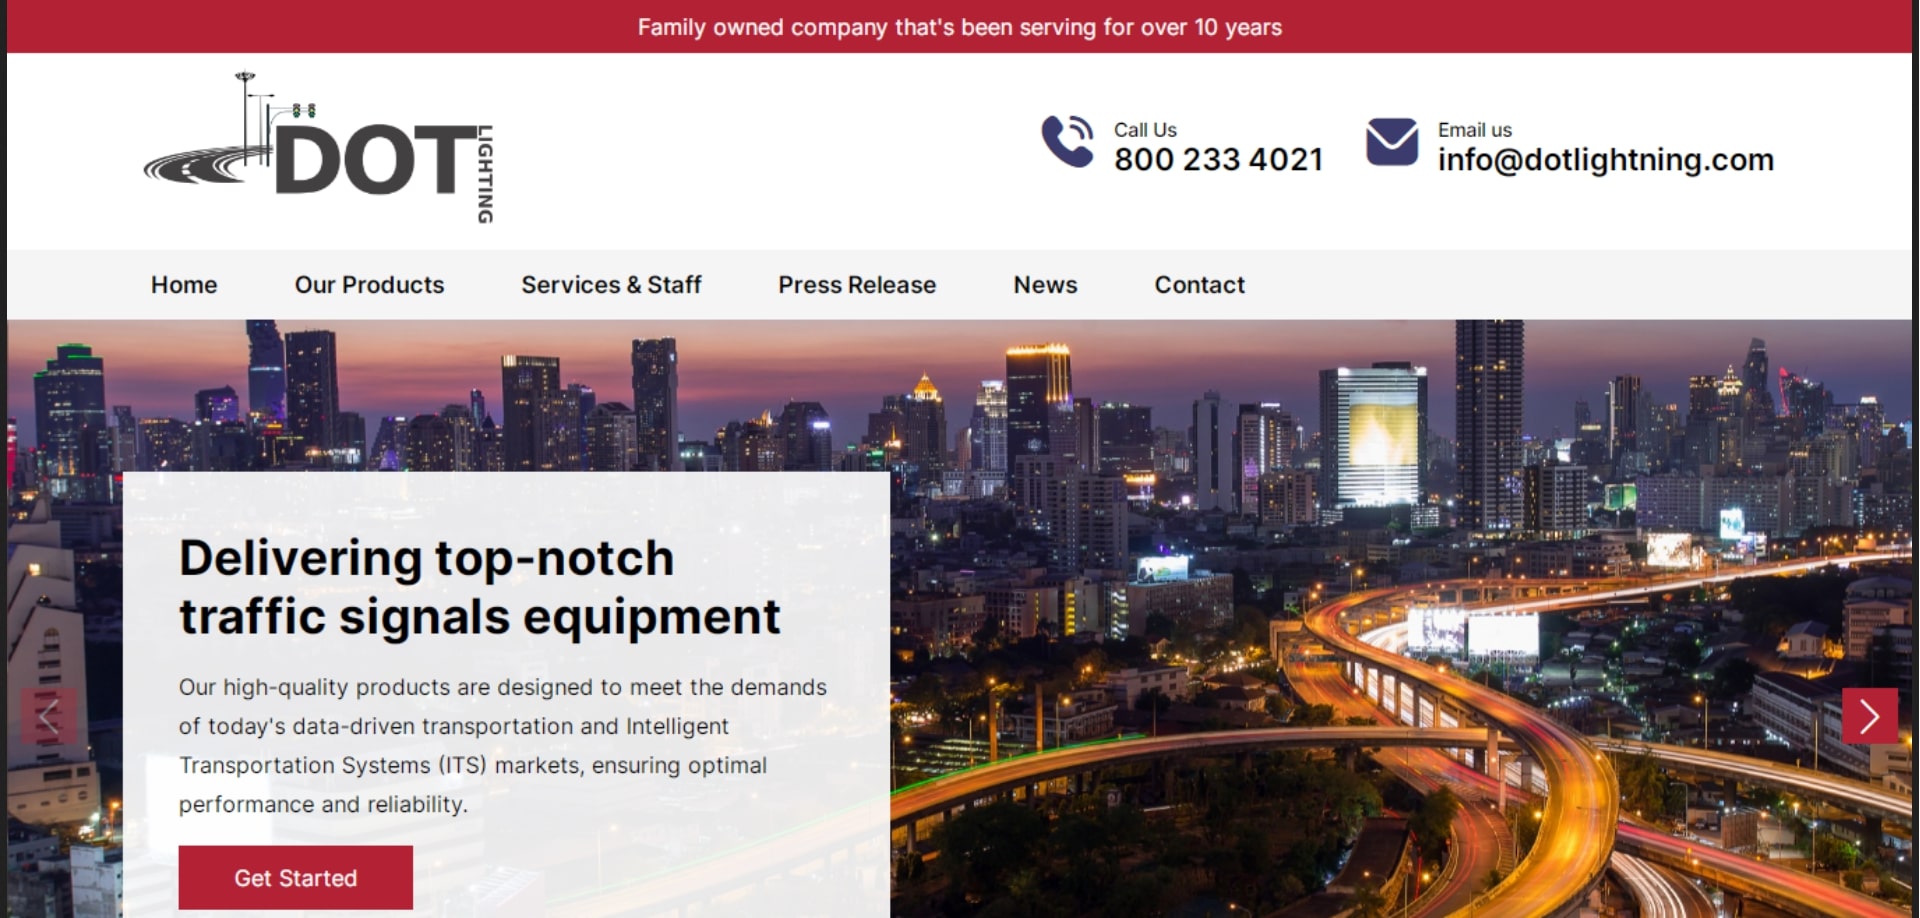 Family owned company that's been serving for over 10 years
DOT
LIGHTING
Call Us
800 233 4021
Email us
info@dotlightning.com
Home
Our Products
Services & Staff
Press Release
News
Contact
Delivering top-notch
traffic signals equipment
Our high-quality products are designed to meet the demands
of today's data-driven transportation and Intelligent
Transportation Systems (ITS) markets, ensuring optimal
performance and reliability.
Get Started